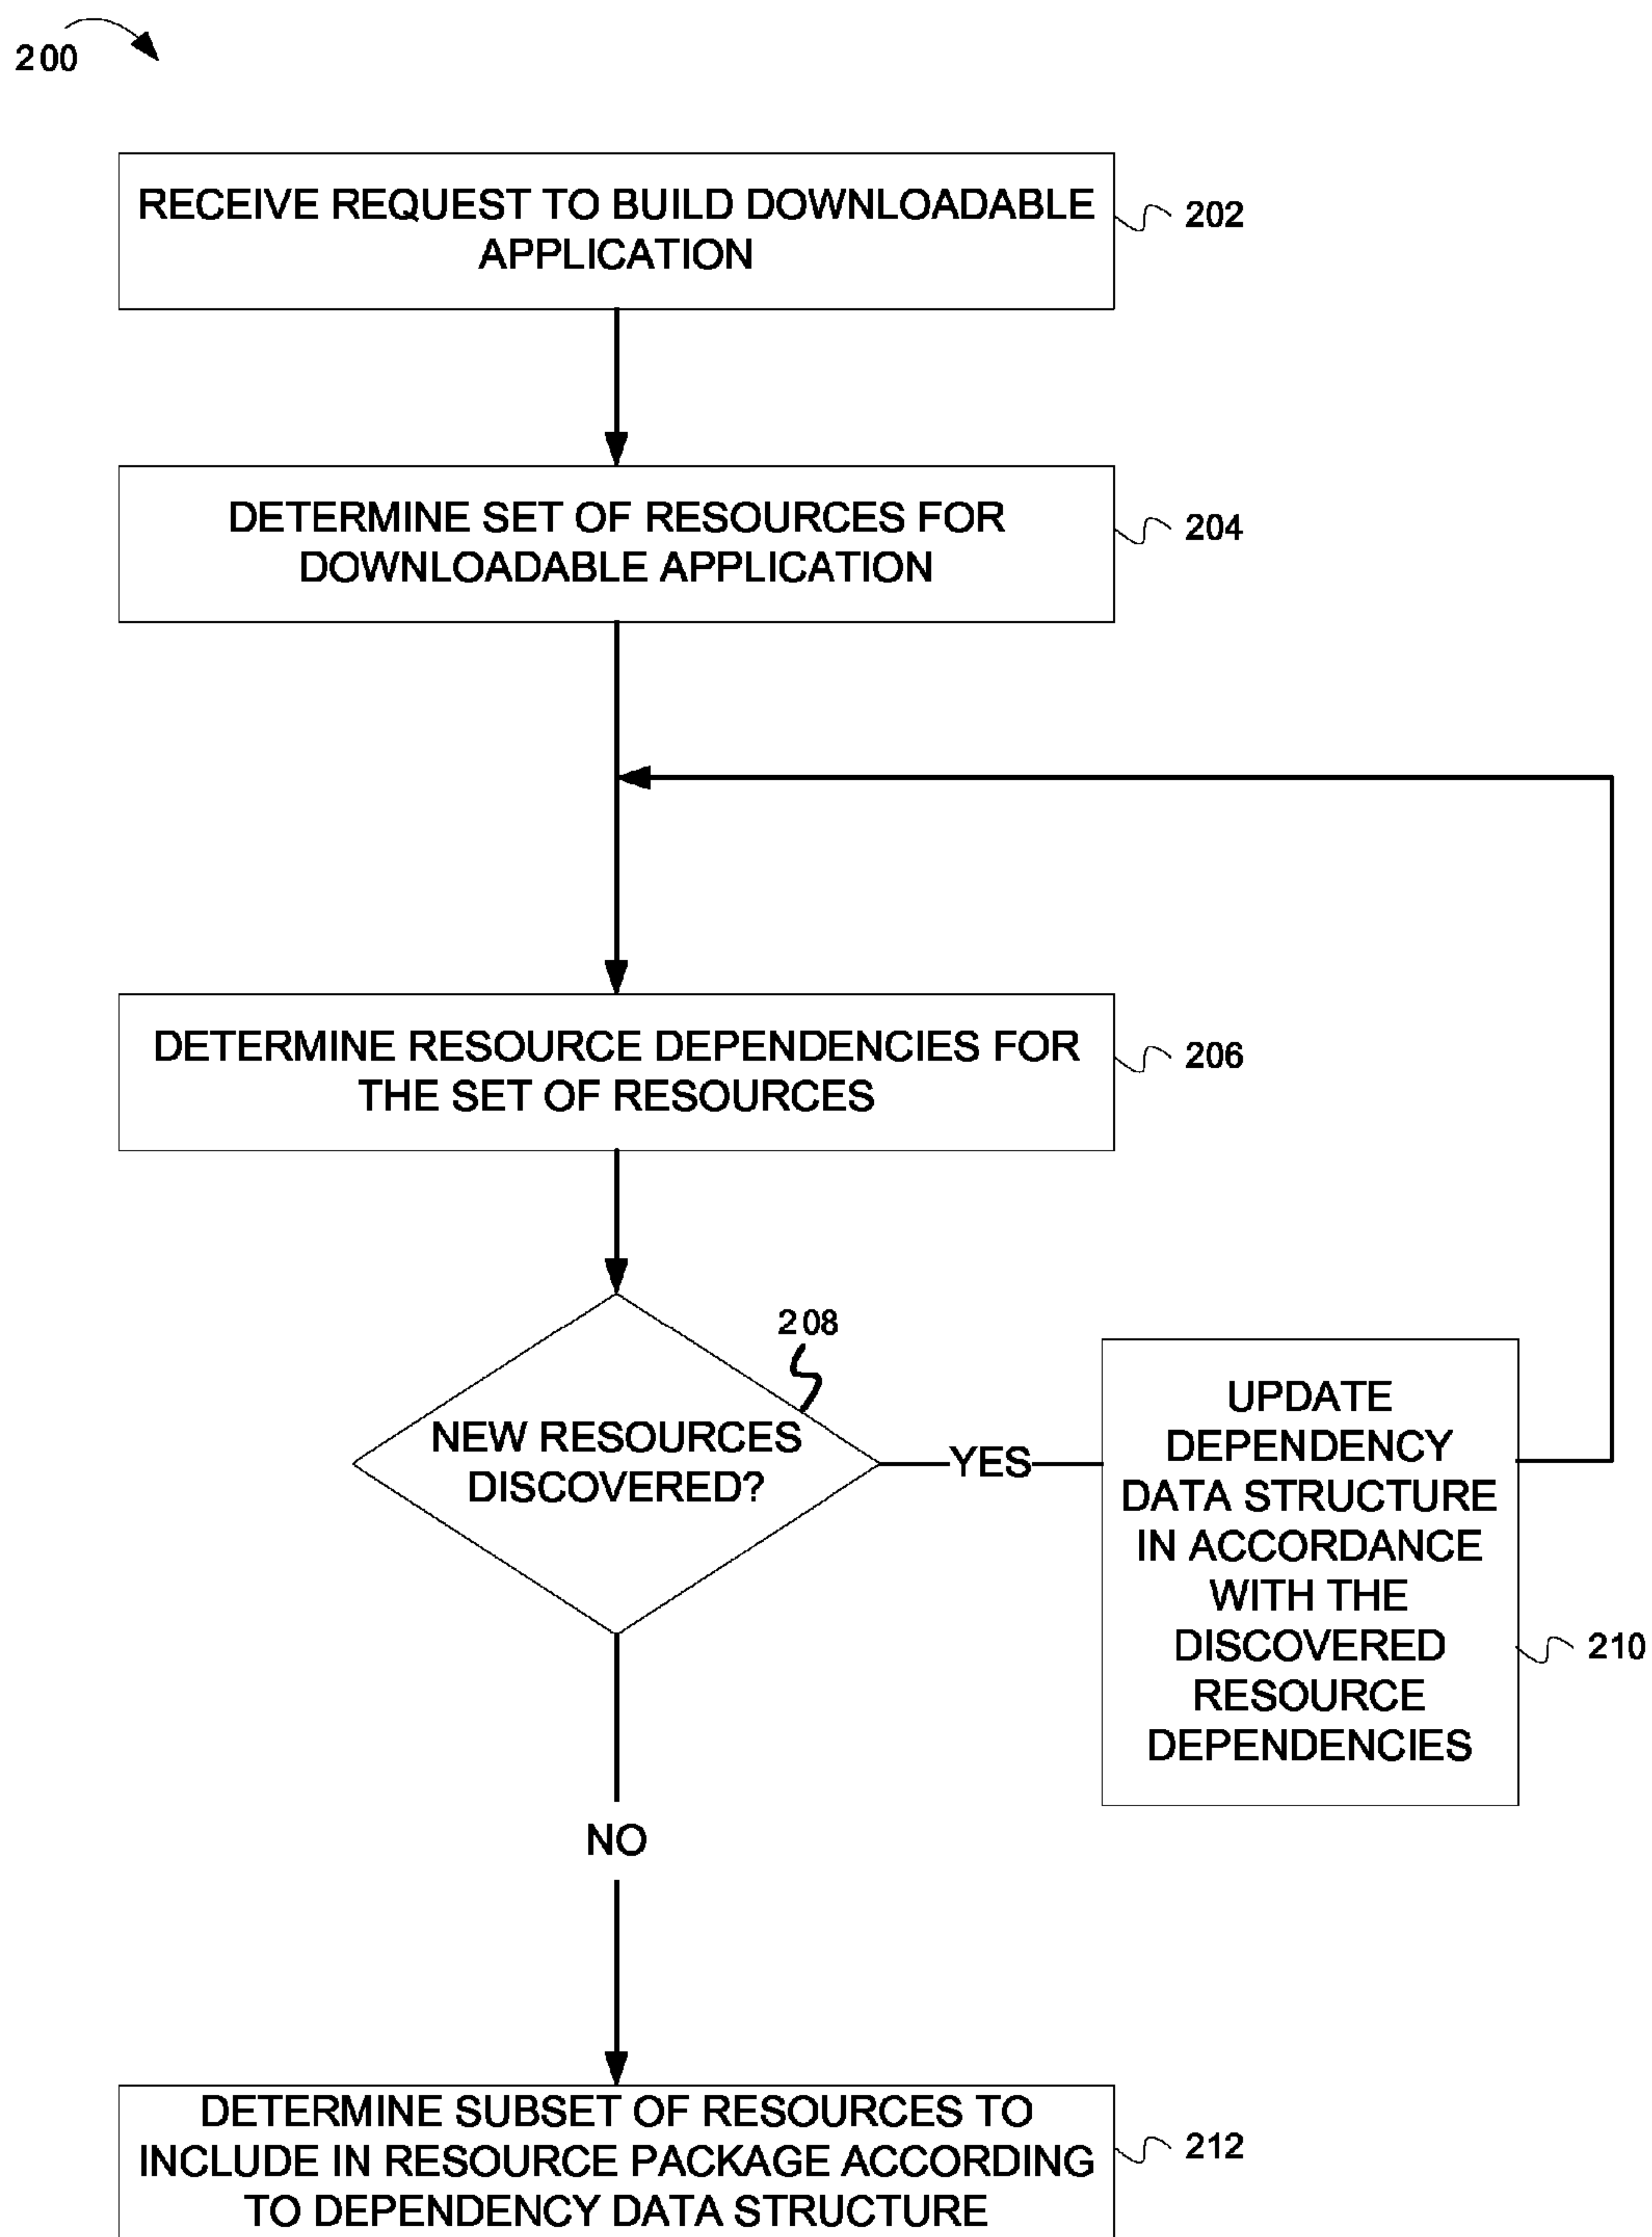 200
RECEIVE REQUEST TO BUILD DOWNLOADABLE
APPLICATION
202
DETERMINE SET OF RESOURCES FOR
DOWNLOADABLE APPLICATION
204
DETERMINE RESOURCE DEPENDENCIES FOR
THE SET OF RESOURCES
206
208
NEW RESOURCES
DISCOVERED?
YES
UPDATE
DEPENDENCY
DATA STRUCTURE
IN ACCORDANCE
WITH THE
DISCOVERED
RESOURCE
DEPENDENCIES
210
NO
DETERMINE SUBSET OF RESOURCES TO
INCLUDE IN RESOURCE PACKAGE ACCORDING
TO DEPENDENCY DATA STRUCTURE
212